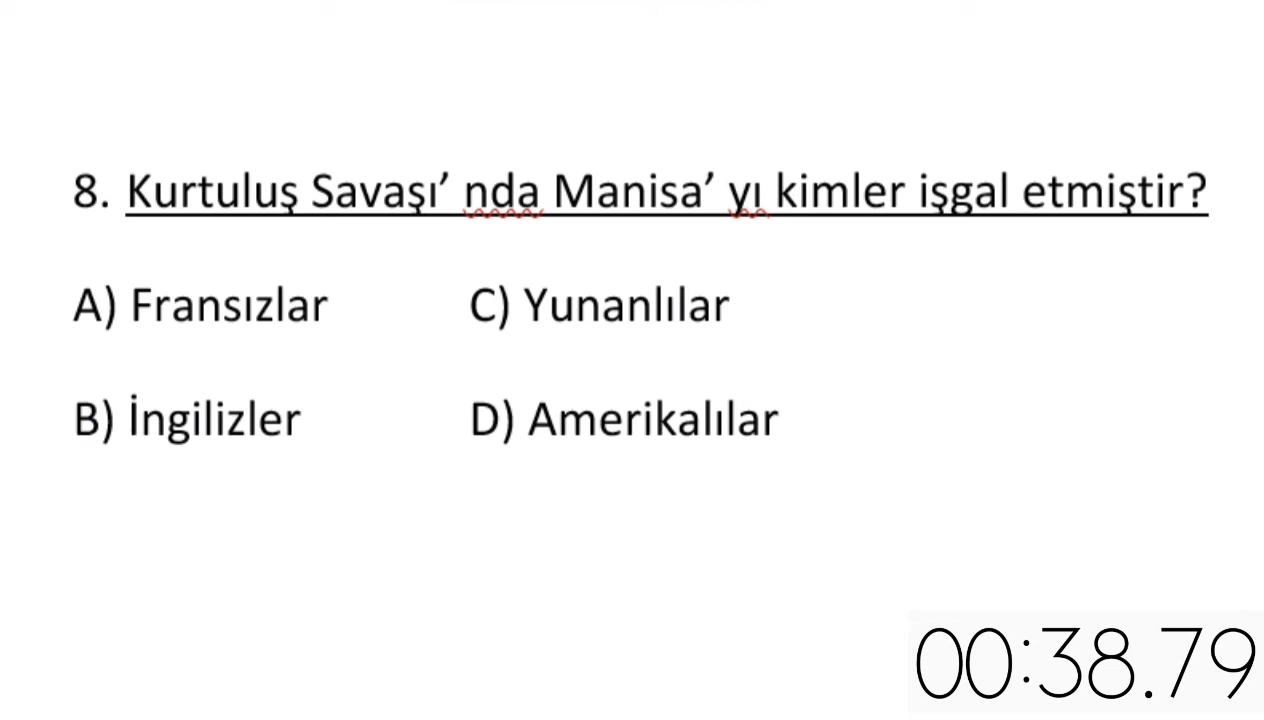 8. Kurtuluş Savaşı’ nda Manisa’ yı kimler işgal etmiştir?
A) Fransızlar C) Yunanlılar
B) İngilizler D) Amerikalılar
00:38.79